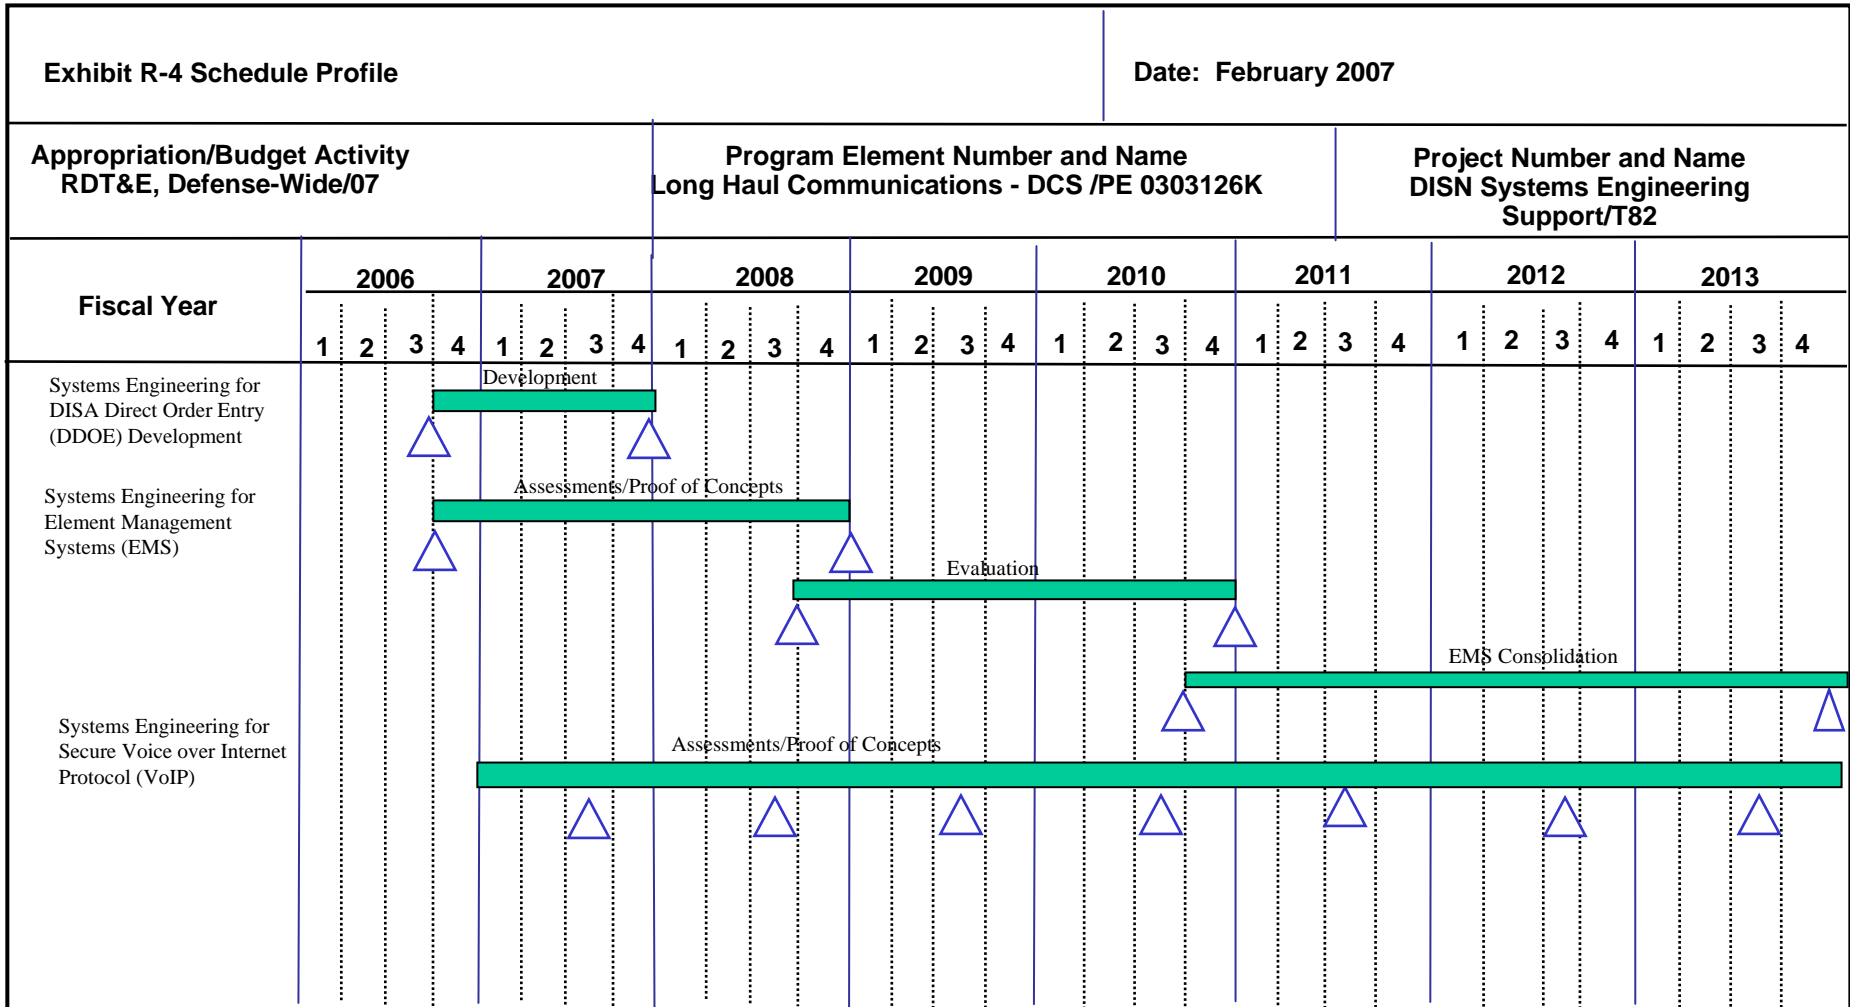 Exhibit R-4 Schedule Profile
Date: February 2007
Appropriation/Budget Activity
RDT&E, Defense-Wide/07
Program Element Number and Name
Long Haul Communications - DCS /PE 0303126K
Project Number and Name
DISN Systems Engineering
Support/T82
Fiscal Year
2006 2007 2008 2009 2010 2011 2012 2013
1 2 3 4 1 2 3 4 1 2 3 4 1 2 3 4 1 2 3 4 1 2 3 4 1 2 3 4 1 2 3 4
Systems Engineering for
DISA Direct Order Entry
(DDOE) Development
Development
Systems Engineering for
Element Management
Systems (EMS)
Assessments/Proof of Concepts
Evaluation
EMS Consolidation
Systems Engineering for
Secure Voice over Internet
Protocol (VoIP)
Assessments/Proof of Concepts